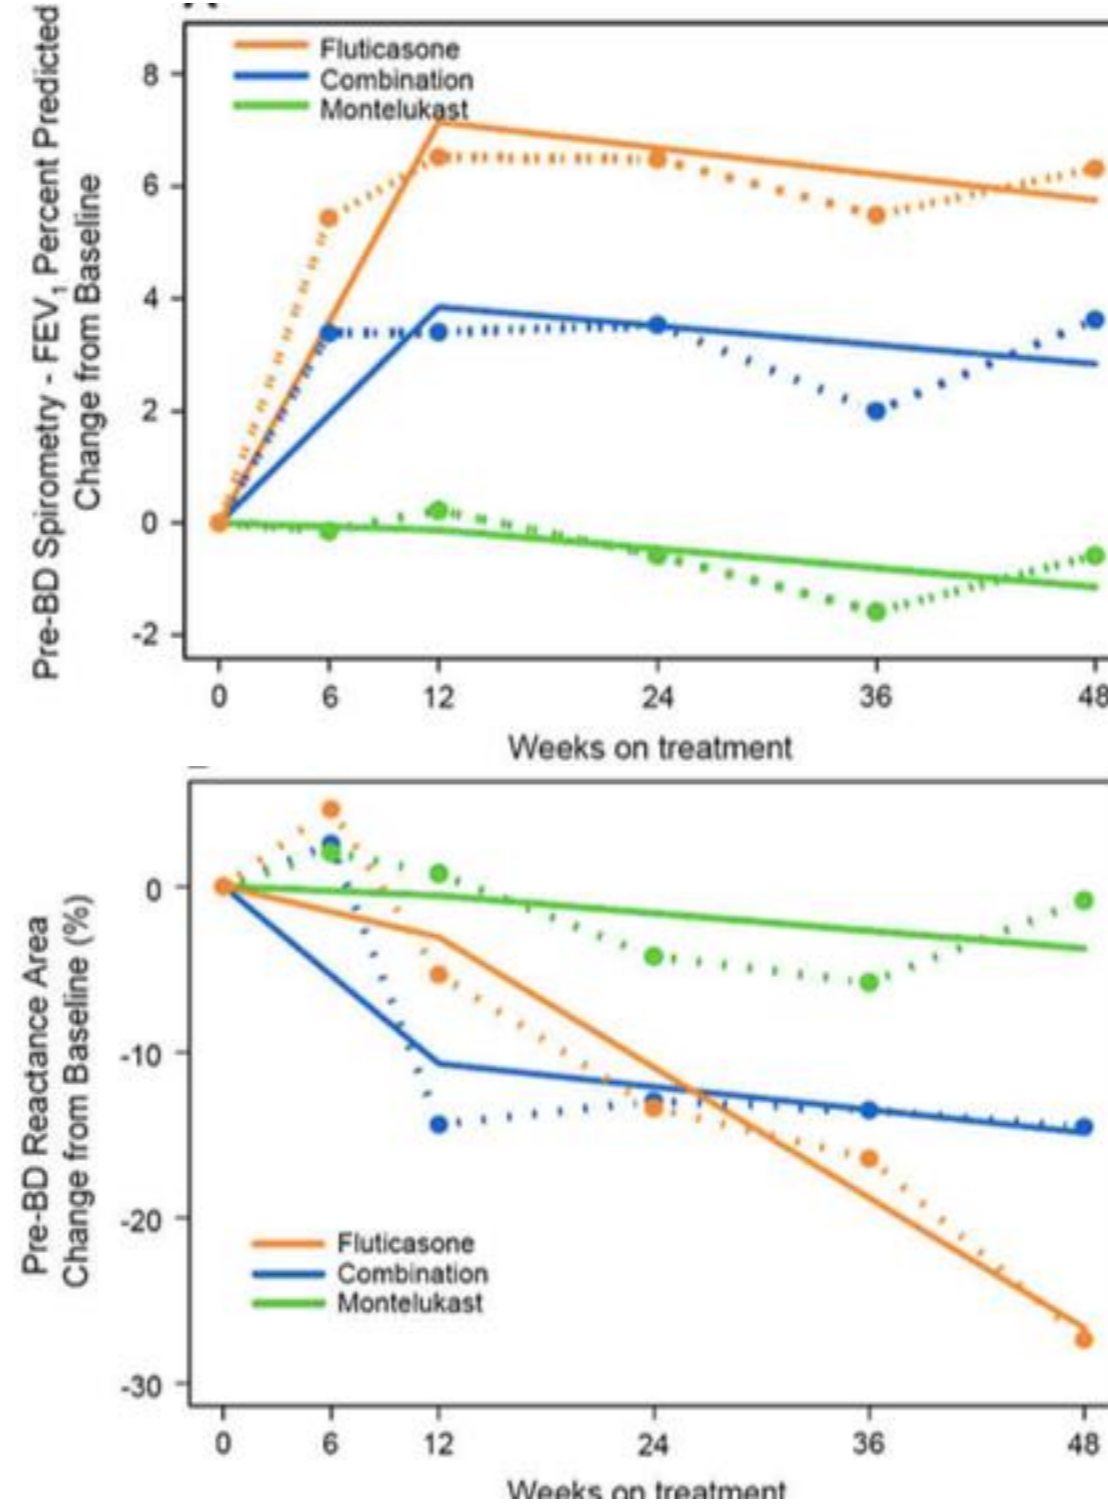 Pre-BD Spirometry - FEV₁ Percent Predicted
Change from Baseline
Fluticasone
Combination
Montelukast
8
6
4
2
0
-2
0 6 12 24 36 48
Weeks on treatment
Pre-BD Reactance Area
Change from Baseline (%)
0
-10
-20
-30
Fluticasone
Combination
Montelukast
0 6 12 24 36 48
Weeks on treatment